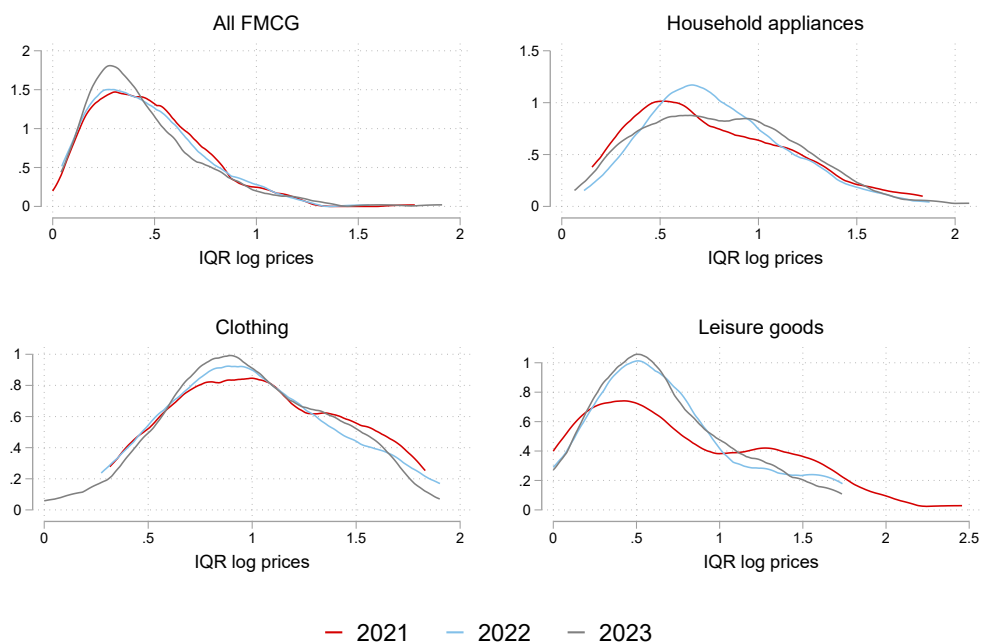 All FMCG
2
1.5
1
.5
0
0 .5 1 1.5 2
IQR log prices
Household appliances
1.5
1
.5
0
0 .5 1 1.5 2
IQR log prices
Clothing
1
.8
.6
.4
.2
0
0 .5 1 1.5 2
IQR log prices
Leisure goods
1
.8
.6
.4
.2
0
0 .5 1 1.5 2 2.5
IQR log prices
2021 2022 2023